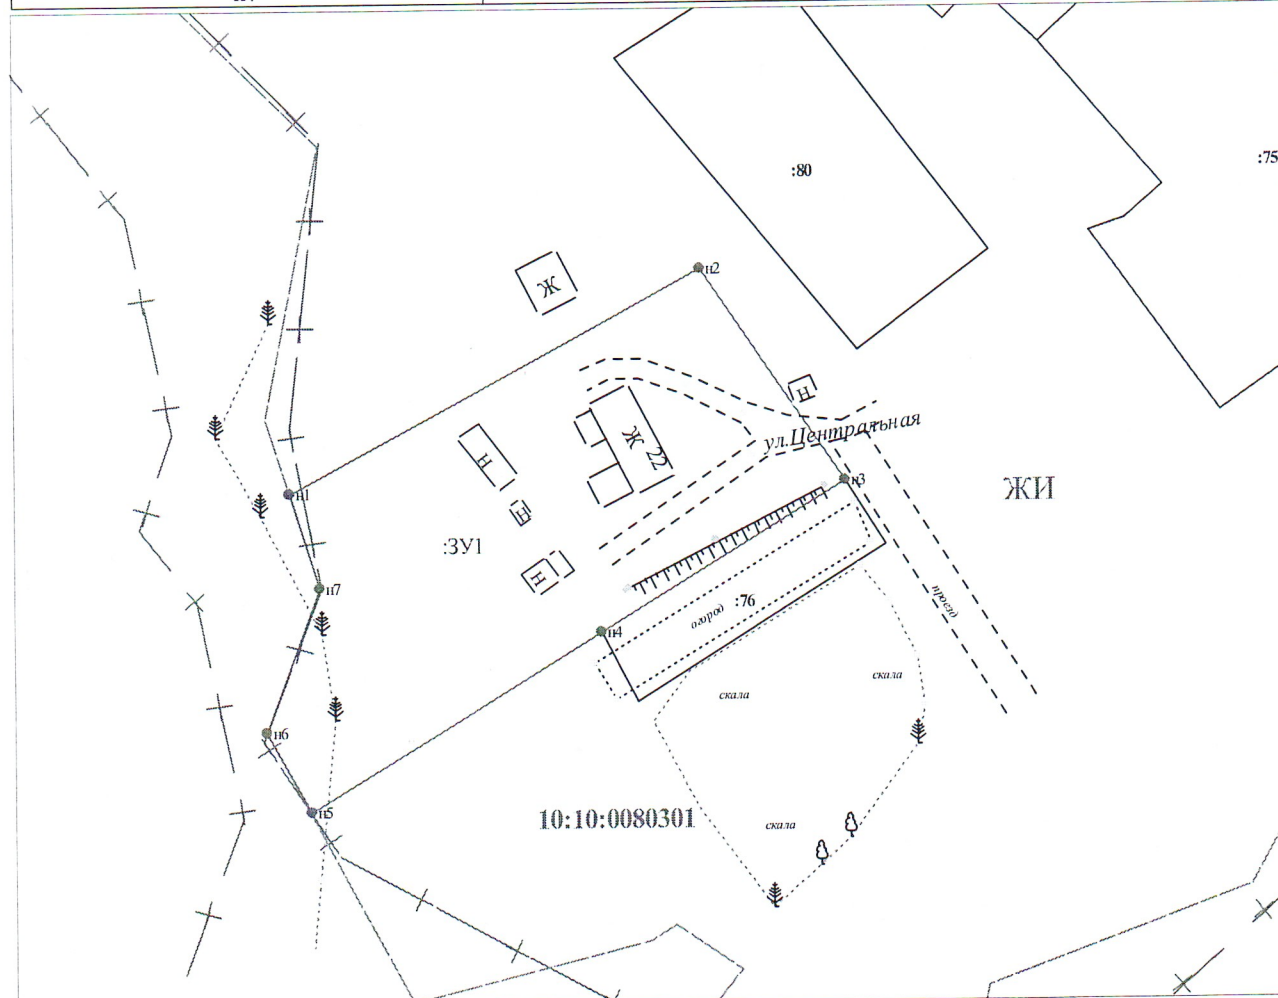 :80
:75
н2
Ж
Н
ул.Центральная
Ж 22
Н
н3
ЖИ
н1
Н
:ЗУ1
Н
н7
проезд
огород
:76
н4
скала
скала
н6
н5
10:10:0080301
скала